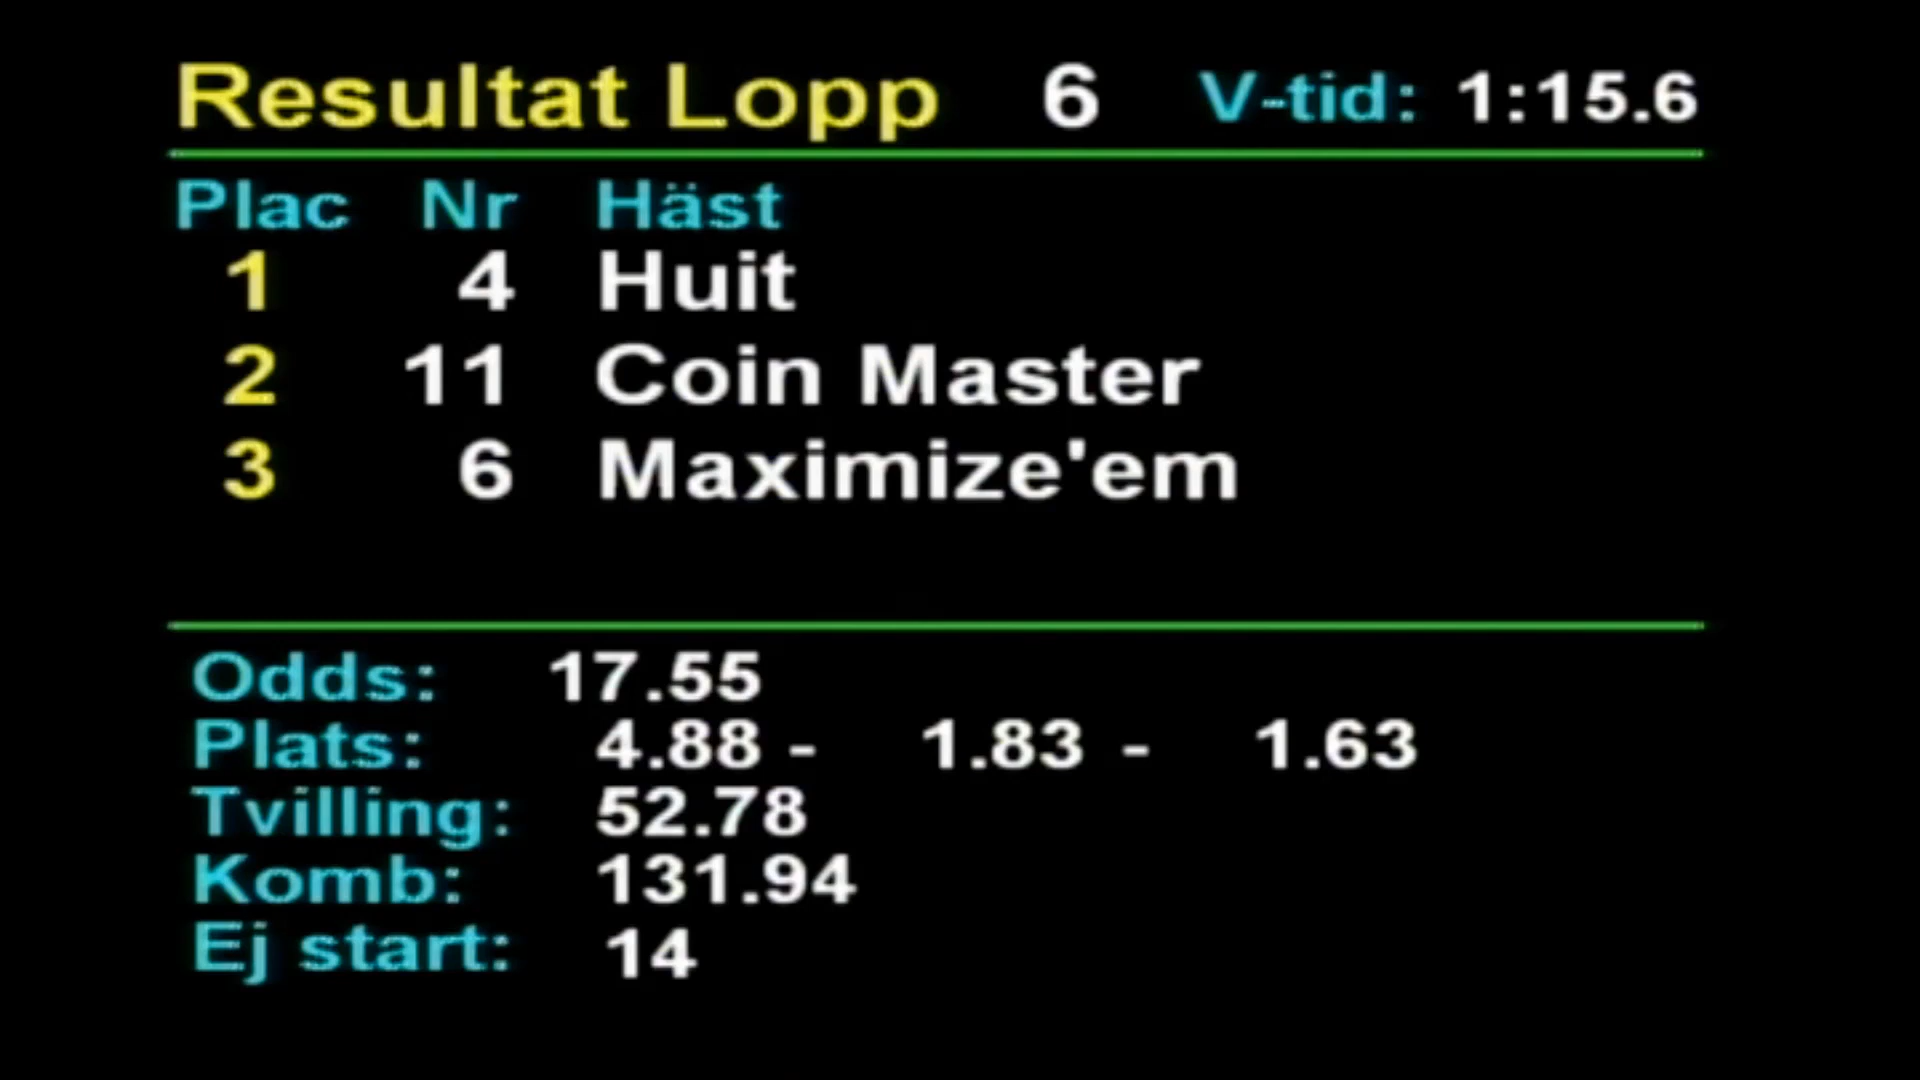 Resultat Lopp 6 V-tid: 1:15.6
Plac Nr Häst
1 4 Huit
2 11 Coin Master
3 6 Maximize'em
Odds: 17.55
Plats: 4.88 - 1.83 - 1.63
Tvilling: 52.78
Komb: 131.94
Ej start: 14